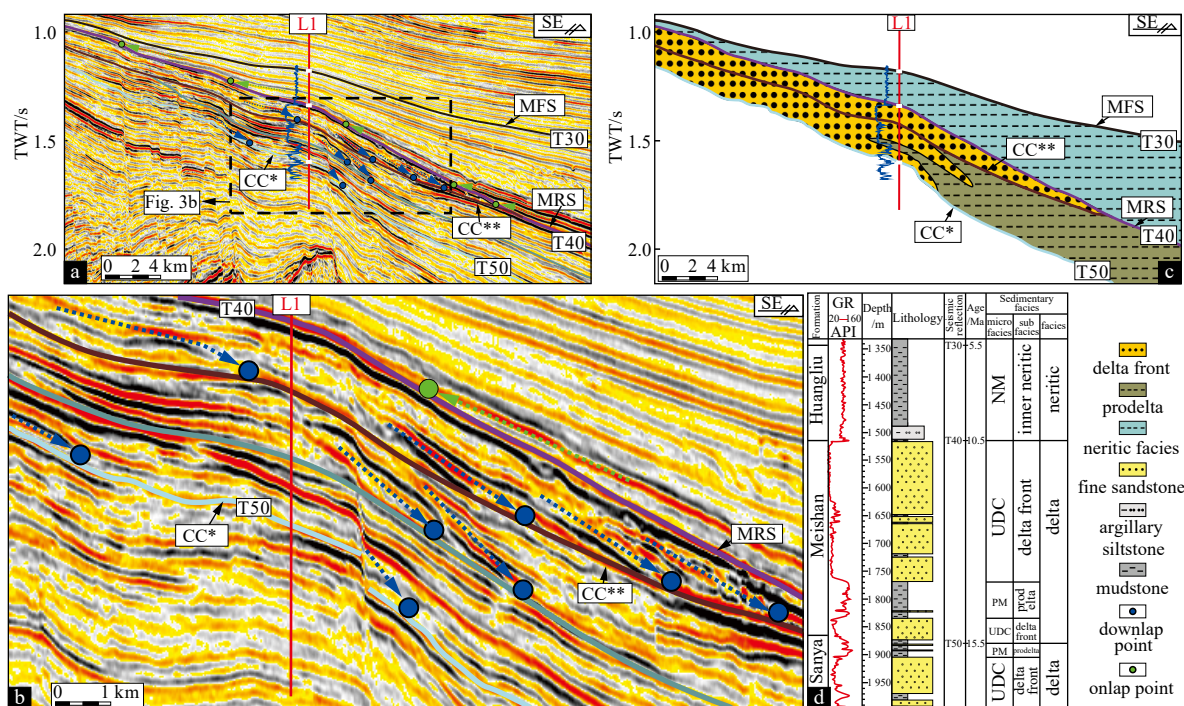 L1
SE
1.0
1.5
2.0
TWT/s
MFS
T30
CC*
Fig. 3b
MRS
CC**
T40
T50
a
0 2 4 km
L1
SE
1.0
1.5
2.0
TWT/s
MFS
T30
CC**
MRS
CC*
T40
T50
0 2 4 km
c
T40
L1
SE
T50
CC*
MRS
CC**
b
0 1 km
Formation
GR
20–160
API
Depth
/m
Lithology
Seismic
reflection
Age
/Ma
Sedimentary
facies
micro
facies
sub
facies
facies
Huangliu
Meishan
Sanya
1 350
1 400
1 450
1 500
1 550
1 600
1 650
1 700
1 750
1 800
1 850
1 900
1 950
T30
5.5
T40
10.5
T50
15.5
NM
inner neritic
neritic
UDC
delta front
delta
PM
prod
elta
UDC
delta
front
PM
prodelta
UDC
delta
front
delta
d
delta front
prodelta
neritic facies
fine sandstone
argillary
siltstone
mudstone
downlap
point
onlap point